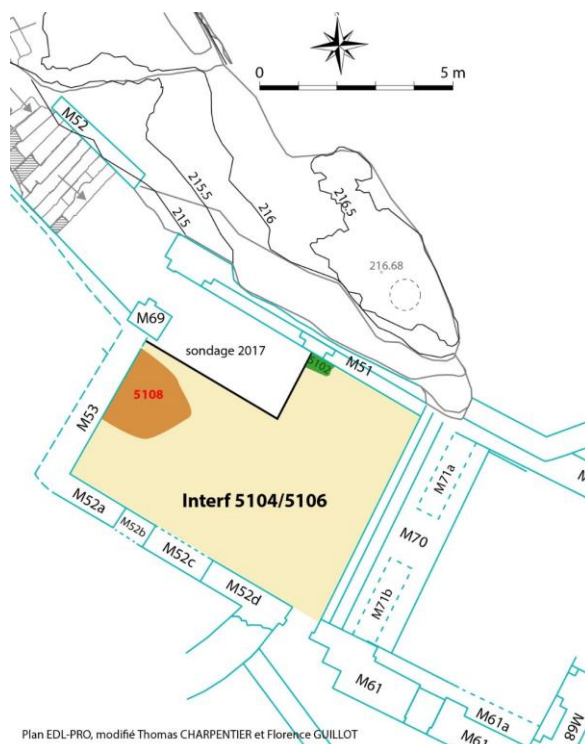 0 5 m
M52
215.5
216
215
216.5
216.68
M69
sondage 2017
5102
M51
5108
M53
M71a
Interf 5104/5106
M52a
M52b
M52c
M52d
M70
M71b
M61
M61a
M61
M68
Plan EDL-PRO, modifié Thomas CHARPENTIER et Florence GUILLOT